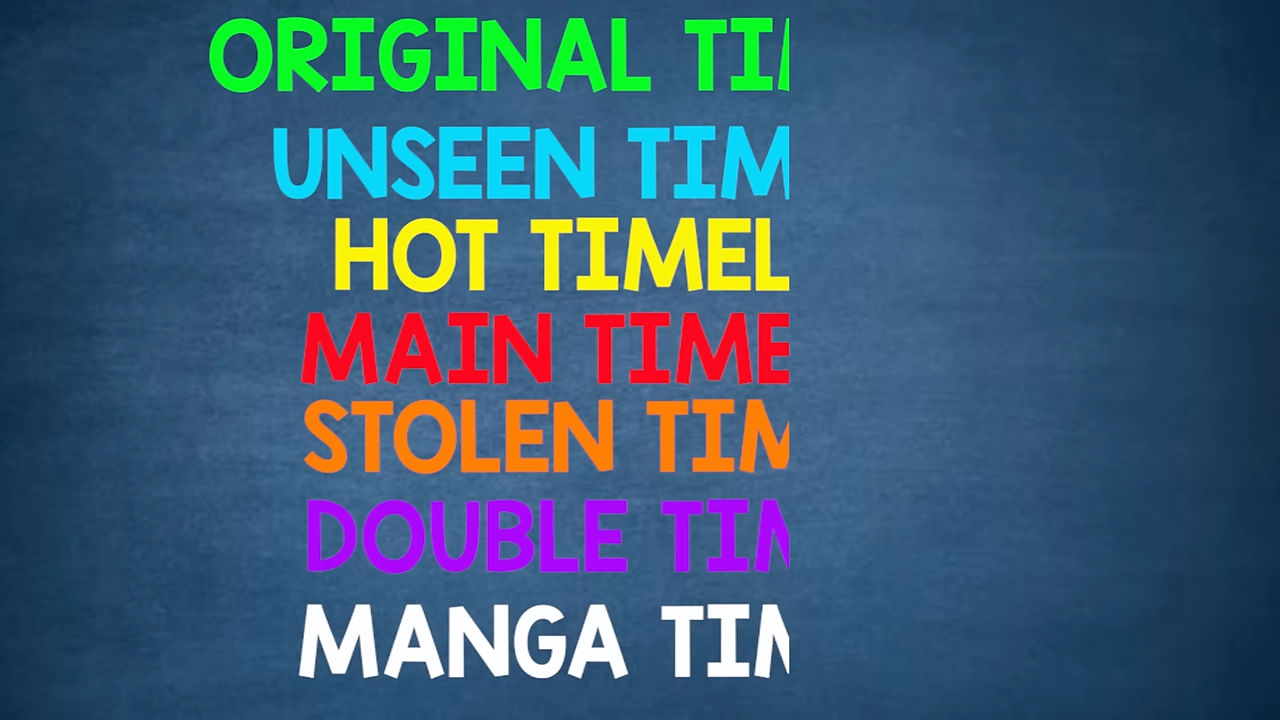 ORIGINAL TI
UNSEEN TIM
HOT TIMEL
MAIN TIME
STOLEN TIM
DOUBLE TIM
MANGA TIM